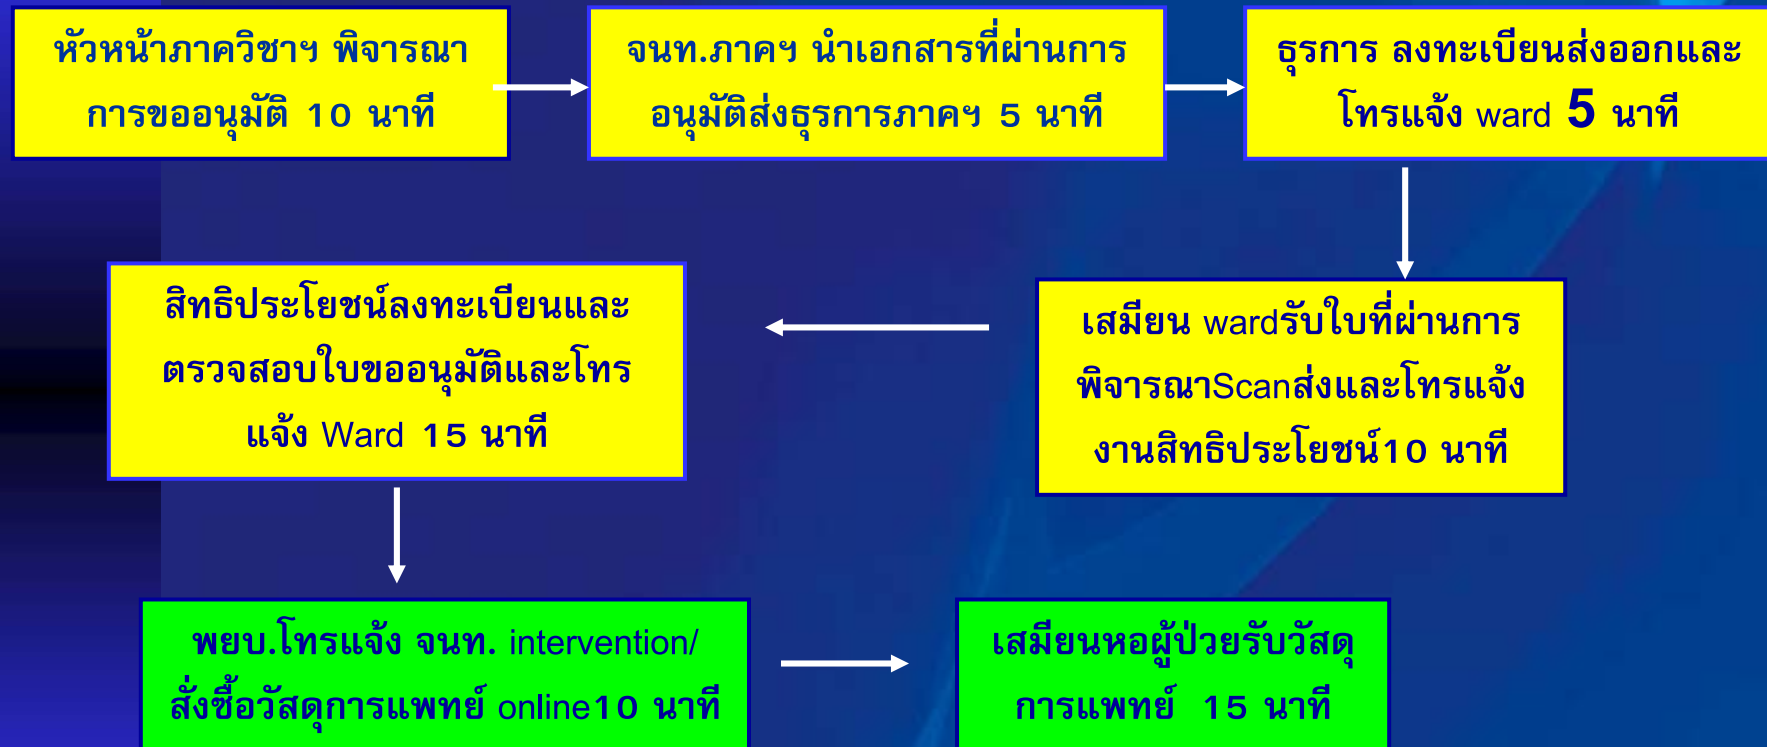 หัวหน้าภาควิชาฯ พิจารณา
การขออนุมัติ 10 นาที
จนท.ภาคฯ นำเอกสารที่ผ่านการ
อนุมัติส่งธุรการภาคฯ 5 นาที
ธุรการ ลงทะเบียนส่งออกและ
โทรแจ้ง ward 5 นาที
เสมียน wardรับใบที่ผ่านการ
พิจารณาScanส่งและโทรแจ้ง
งานสิทธิประโยชน์10 นาที
สิทธิประโยชน์ลงทะเบียนและ
ตรวจสอบใบขออนุมัติและโทร
แจ้ง Ward 15 นาที
พยบ.โทรแจ้ง จนท. intervention/
สั่งซื้อวัสดุการแพทย์ online10 นาที
เสมียนหอผู้ป่วยรับวัสดุ
การแพทย์ 15 นาที